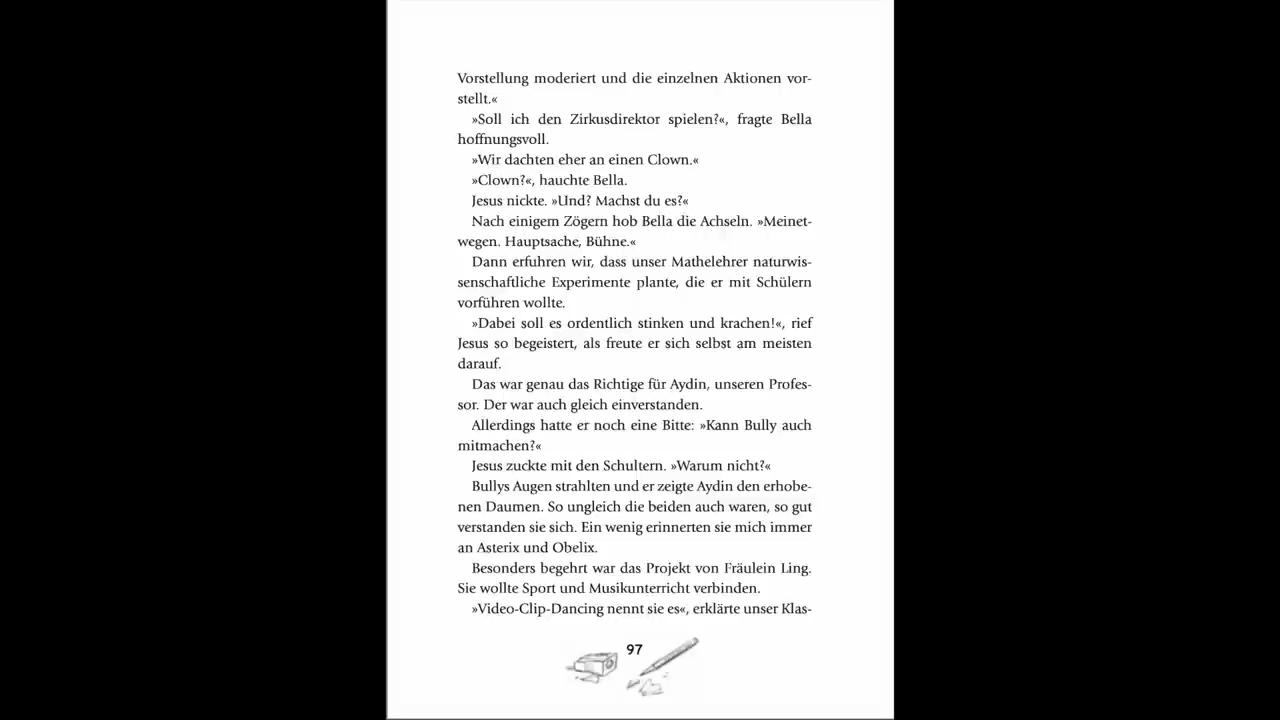 Vorstellung moderiert und die einzelnen Aktionen vor-
stellt.«
»Soll ich den Zirkusdirektor spielen?«, fragte Bella
hoffnungsvoll.
»Wir dachten eher an einen Clown.«
»Clown?«, hauchte Bella.
Jesus nickte. »Und? Machst du es?«
Nach einigem Zögern hob Bella die Achseln. »Meinet-
wegen. Hauptsache, Bühne.«
Dann erfuhren wir, dass unser Mathelehrer naturwis-
senschaftliche Experimente plante, die er mit Schülern
vorführen wollte.
»Dabei soll es ordentlich stinken und krachen!«, rief
Jesus so begeistert, als freute er sich selbst am meisten
darauf.
Das war genau das Richtige für Aydin, unseren Profes-
sor. Der war auch gleich einverstanden.
Allerdings hatte er noch eine Bitte: »Kann Bully auch
mitmachen?«
Jesus zuckte mit den Schultern. »Warum nicht?«
Bullys Augen strahlten und er zeigte Aydin den erhobe-
nen Daumen. So ungleich die beiden auch waren, so gut
verstanden sie sich. Ein wenig erinnerten sie mich immer
an Asterix und Obelix.
Besonders begehrt war das Projekt von Fräulein Ling.
Sie wollte Sport und Musikunterricht verbinden.
»Video-Clip-Dancing nennt sie es«, erklärte unser Klas-
97